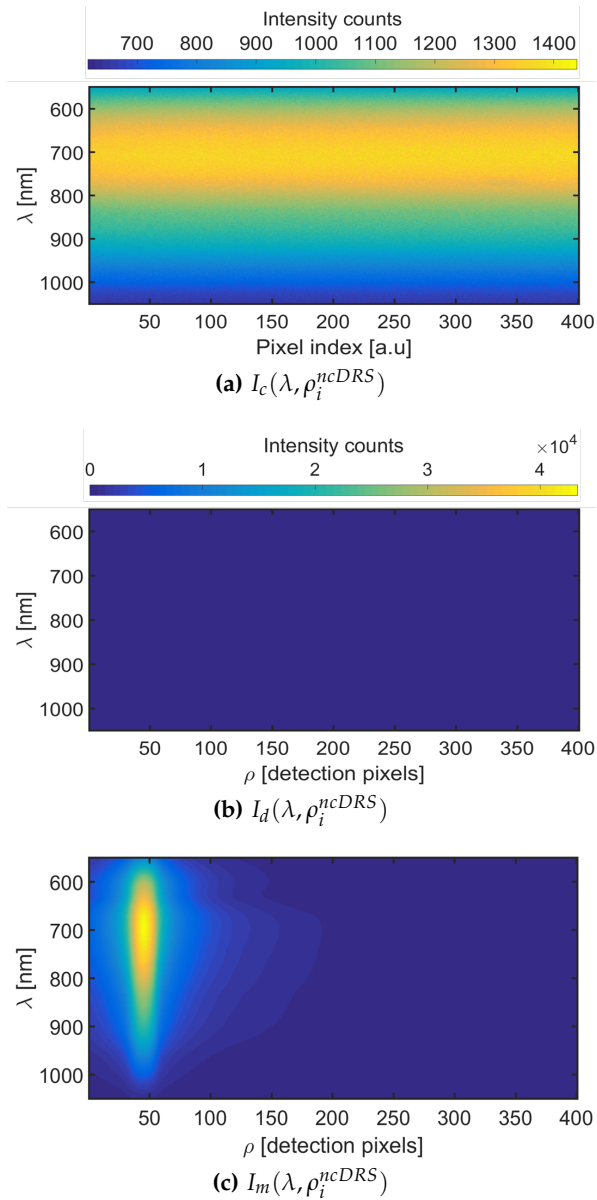 Intensity counts
700 800 900 1000 1100 1200 1300 1400
600
700
800
900
1000
λ [nm]
50 100 150 200 250 300 350 400
Pixel index [a.u]
(a) I_c(λ, ρ_i^{ncDRS})
Intensity counts ×10^4
0 1 2 3 4
600
700
800
900
1000
λ [nm]
50 100 150 200 250 300 350 400
ρ [detection pixels]
(b) I_d(λ, ρ_i^{ncDRS})
600
700
800
900
1000
λ [nm]
50 100 150 200 250 300 350 400
ρ [detection pixels]
(c) I_m(λ, ρ_i^{ncDRS})